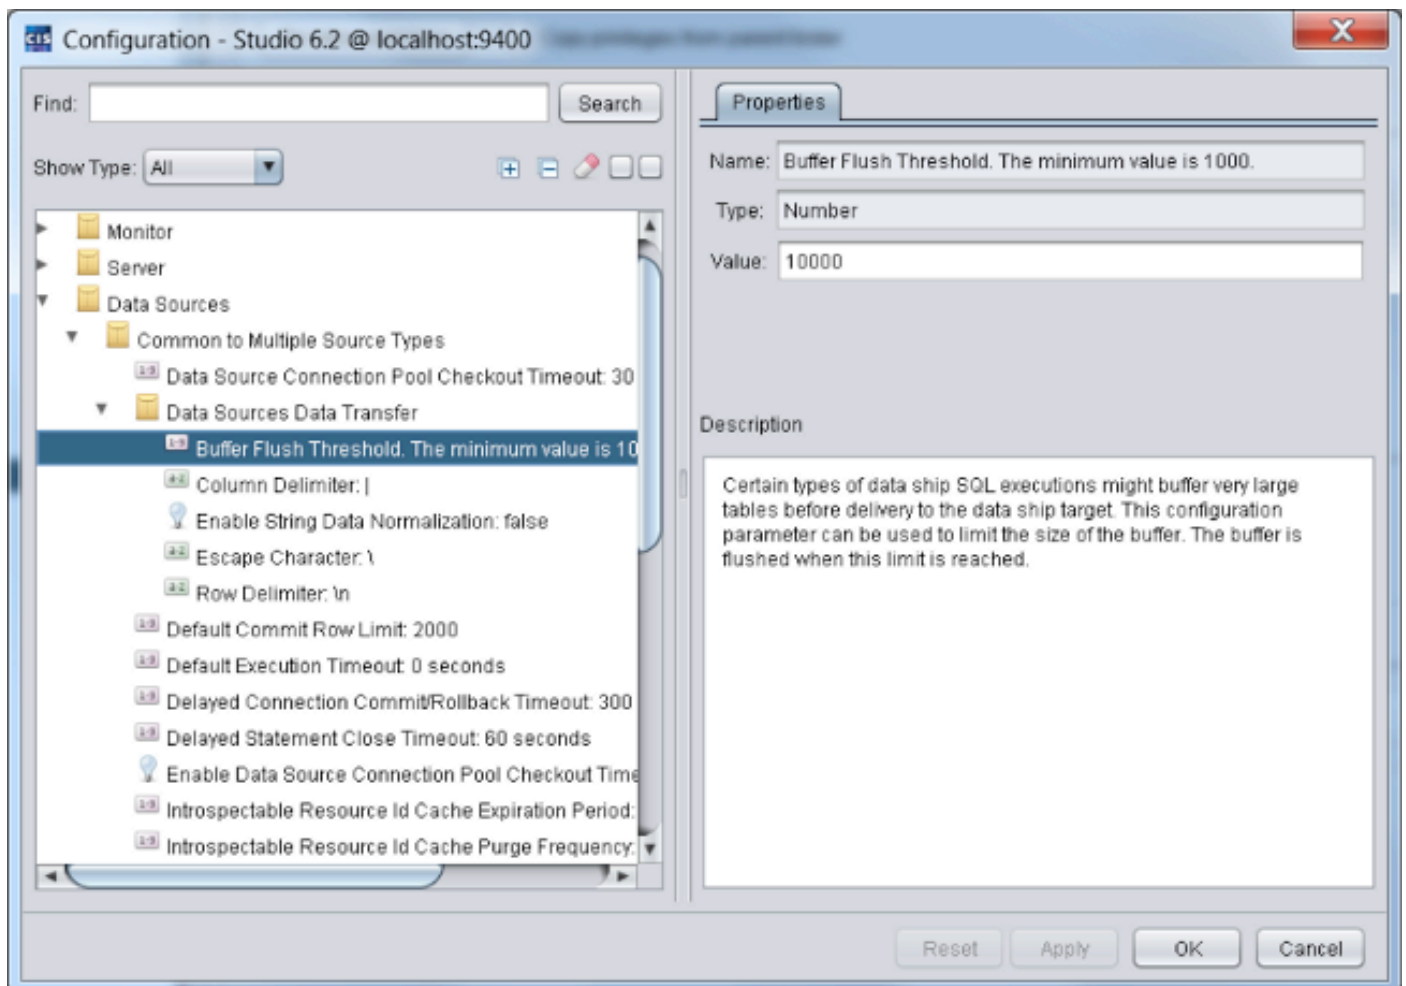 CIS Configuration - Studio 6.2 @ localhost:9400
Find: Search
Show Type: All
Monitor
Server
Data Sources
Common to Multiple Source Types
Data Source Connection Pool Checkout Timeout: 30
Data Sources Data Transfer
Buffer Flush Threshold. The minimum value is 10
Column Delimiter: |
Enable String Data Normalization: false
Escape Character: \
Row Delimiter: \n
Default Commit Row Limit: 2000
Default Execution Timeout: 0 seconds
Delayed Connection Commit/Rollback Timeout: 300
Delayed Statement Close Timeout: 60 seconds
Enable Data Source Connection Pool Checkout Time
Introspectable Resource Id Cache Expiration Period:
Introspectable Resource Id Cache Purge Frequency:
Properties
Name: Buffer Flush Threshold. The minimum value is 1000.
Type: Number
Value: 10000
Description
Certain types of data ship SQL executions might buffer very large
tables before delivery to the data ship target. This configuration
parameter can be used to limit the size of the buffer. The buffer is
flushed when this limit is reached.
Reset Apply OK Cancel